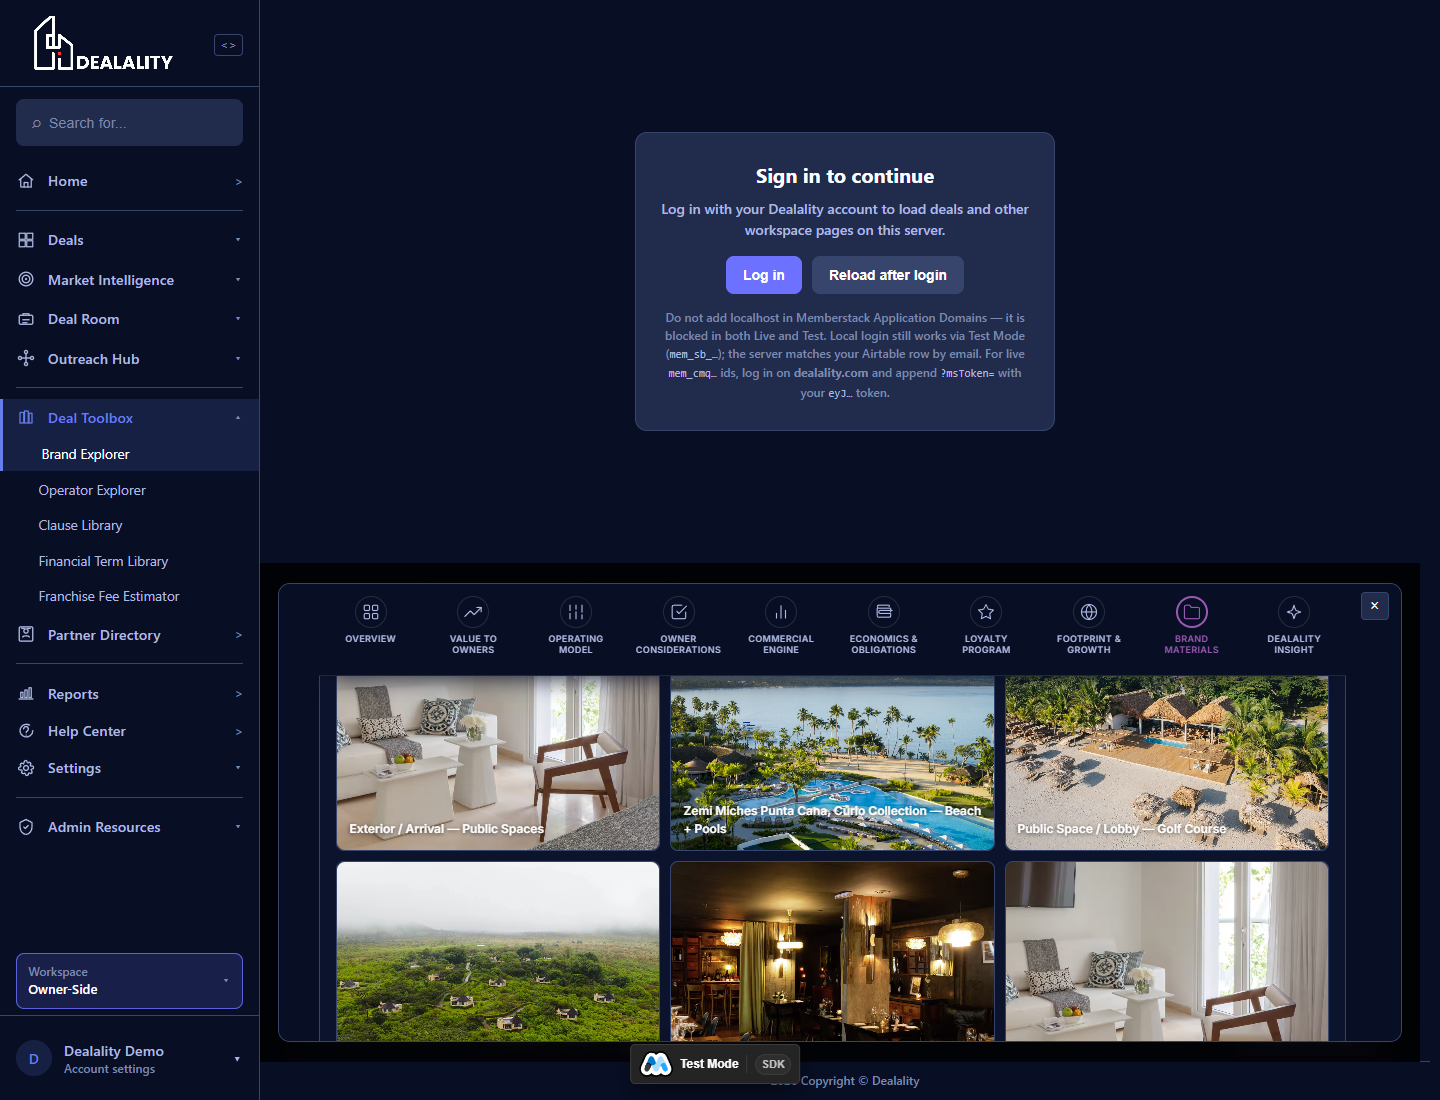 DEALALITY
< >
Search for...
Home
>
Deals
Market Intelligence
Deal Room
Outreach Hub
Deal Toolbox
Brand Explorer
Operator Explorer
Clause Library
Financial Term Library
Franchise Fee Estimator
Partner Directory
>
Reports
>
Help Center
>
Settings
Admin Resources
Workspace
Owner-Side
D
Dealality Demo
Account settings
Sign in to continue
Log in with your Dealality account to load deals and other
workspace pages on this server.
Log in
Reload after login
Do not add localhost in Memberstack Application Domains — it is
blocked in both Live and Test. Local login still works via Test Mode
(mem_sb_…); the server matches your Airtable row by email. For live
mem_cmq… ids, log in on dealality.com and append ?msToken= with
your eyJ… token.
×
OVERVIEW
VALUE TO
OWNERS
OPERATING
MODEL
OWNER
CONSIDERATIONS
COMMERCIAL
ENGINE
ECONOMICS &
OBLIGATIONS
LOYALTY
PROGRAM
FOOTPRINT &
GROWTH
BRAND
MATERIALS
DEALALITY
INSIGHT
Exterior / Arrival — Public Spaces
Zemi Miches Punta Cana, Curio Collection — Beach
+ Pools
Public Space / Lobby — Golf Course
Test Mode
SDK
Copyright © Dealality